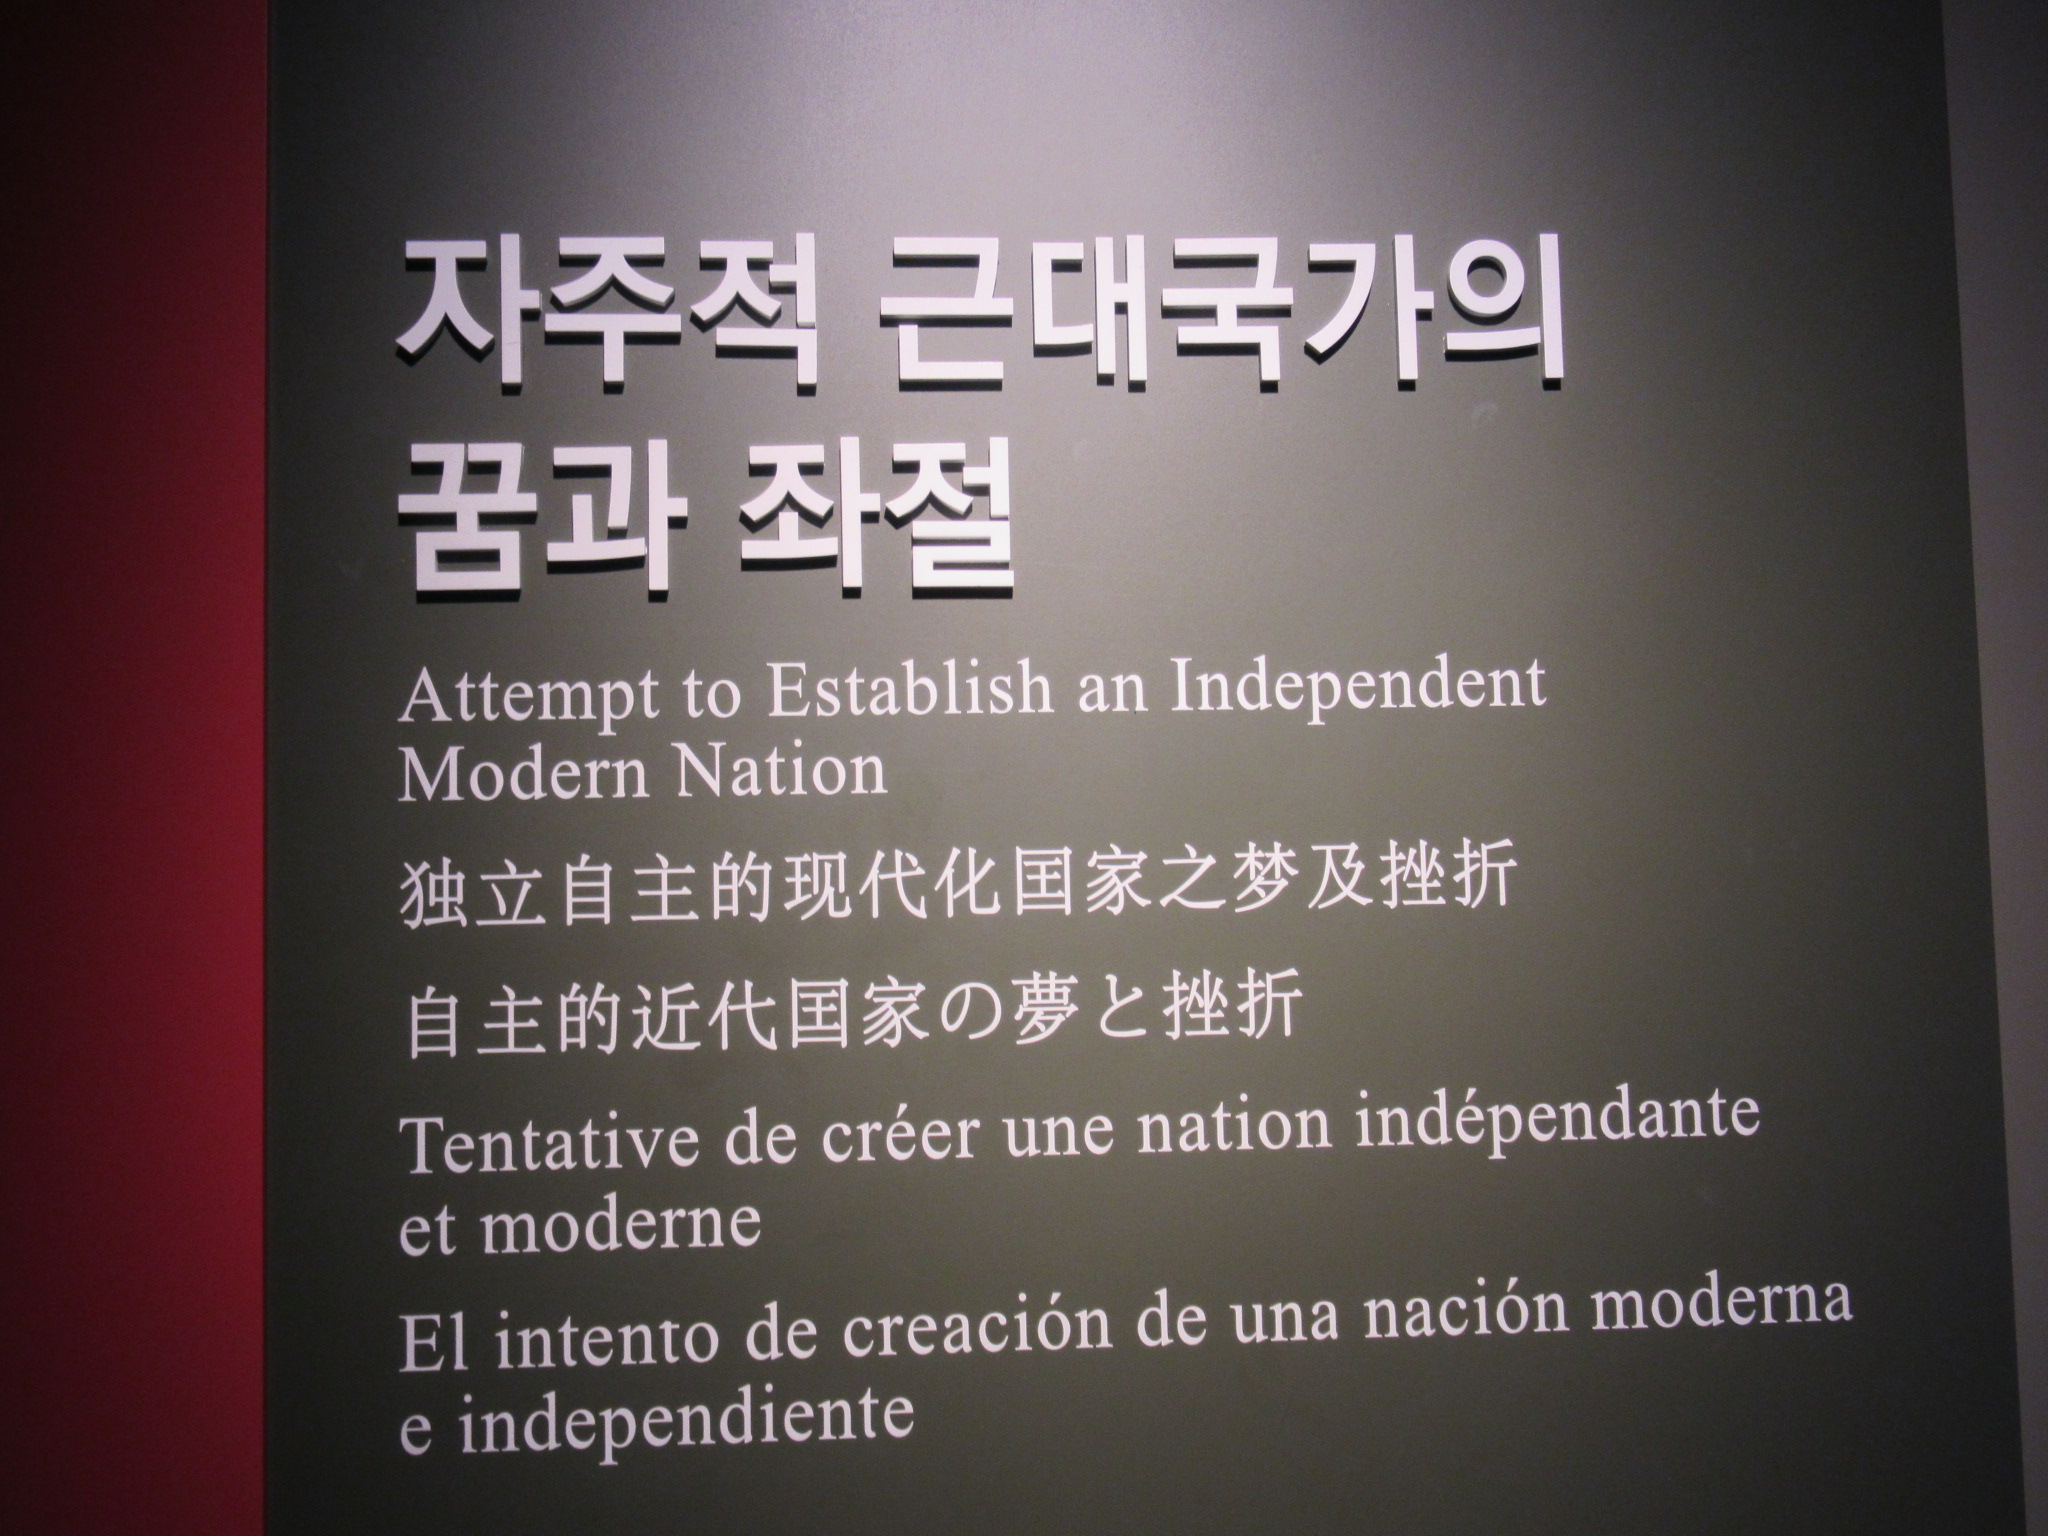 자주적 근대국가의
꿈과 좌절
Attempt to Establish an Independent
Modern Nation
独立自主的现代化国家之梦及挫折
自主的近代国家の夢と挫折
Tentative de créer une nation indépendante
et moderne
El intento de creación de una nación moderna
e independiente